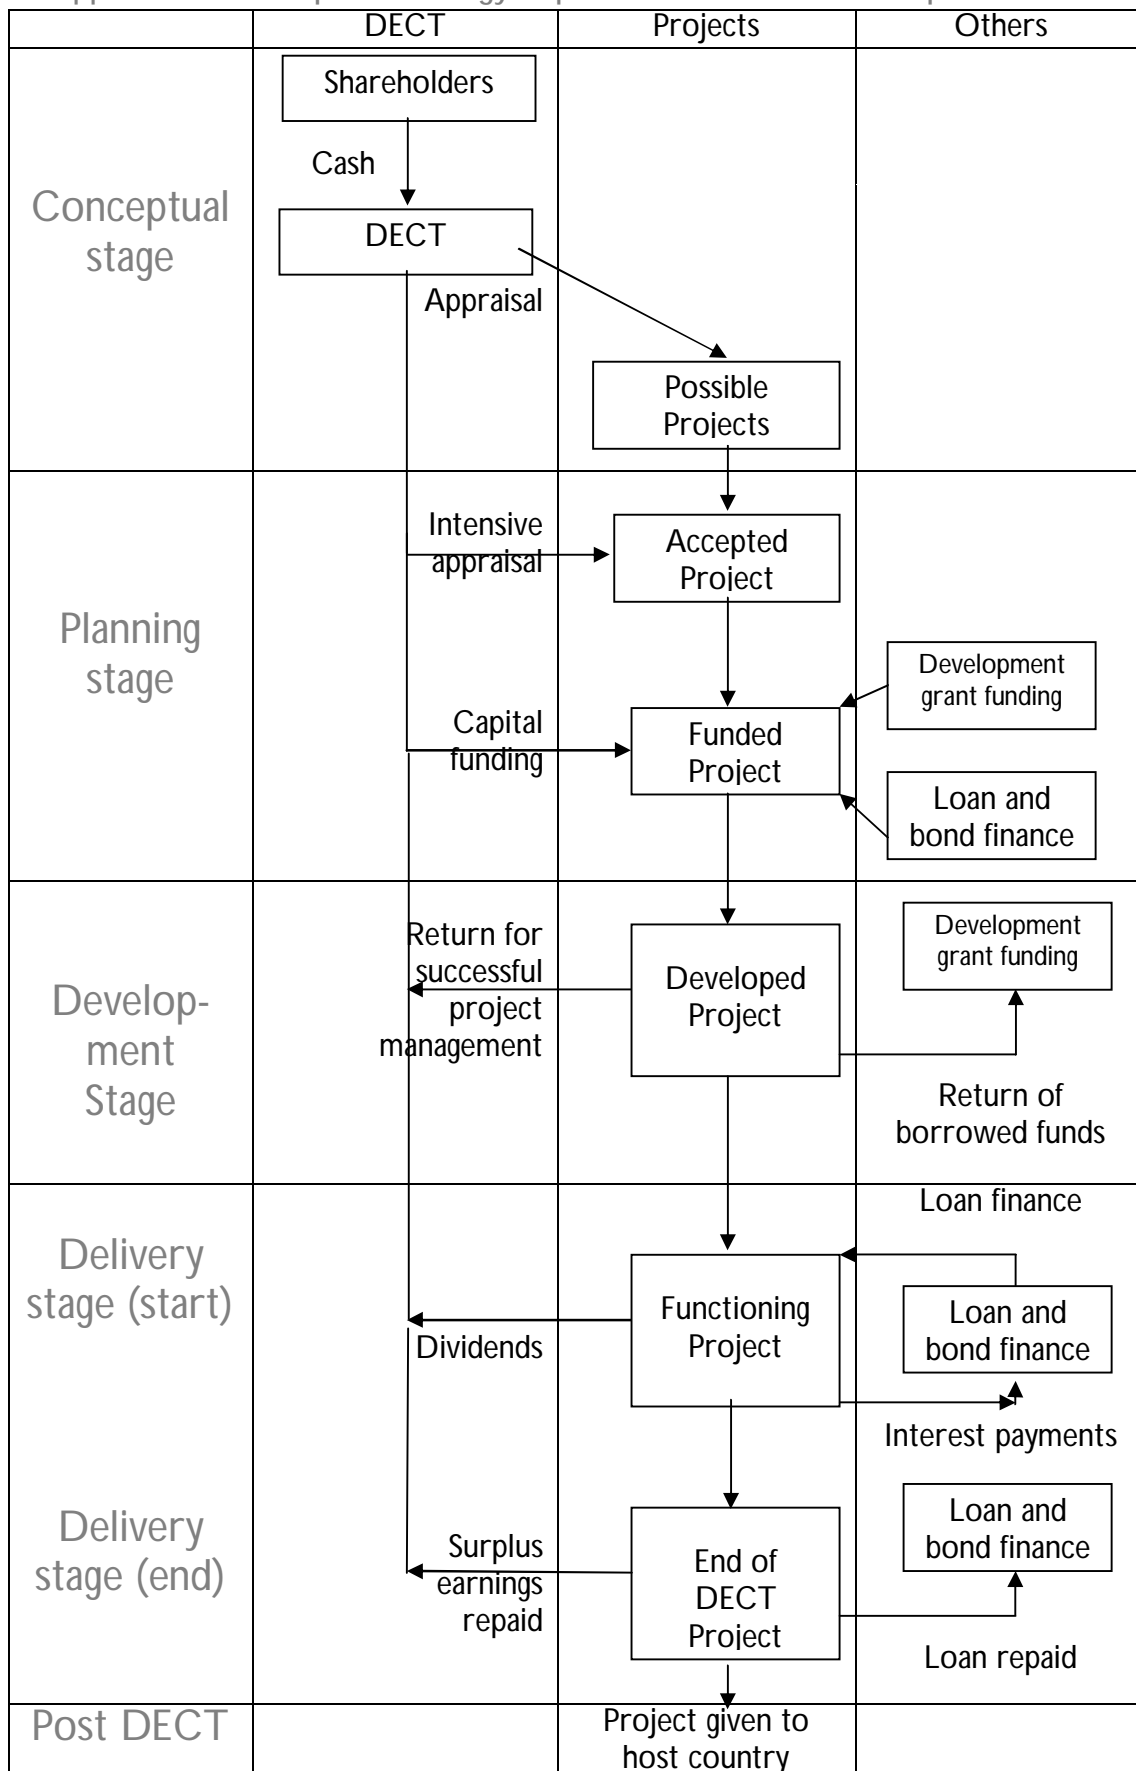 DECT
Projects
Others
Conceptual
stage
Shareholders
Cash
DECT
Appraisal
Possible
Projects
Planning
stage
Intensive
appraisal
Accepted
Project
Development
grant funding
Capital
funding
Funded
Project
Loan and
bond finance
Develop-
ment
Stage
Return for
successful
project
management
Developed
Project
Development
grant funding
Return of
borrowed funds
Delivery
stage (start)
Loan finance
Dividends
Functioning
Project
Loan and
bond finance
Interest payments
Delivery
stage (end)
Surplus
earnings
repaid
End of
DECT
Project
Loan and
bond finance
Loan repaid
Post DECT
Project given to
host country